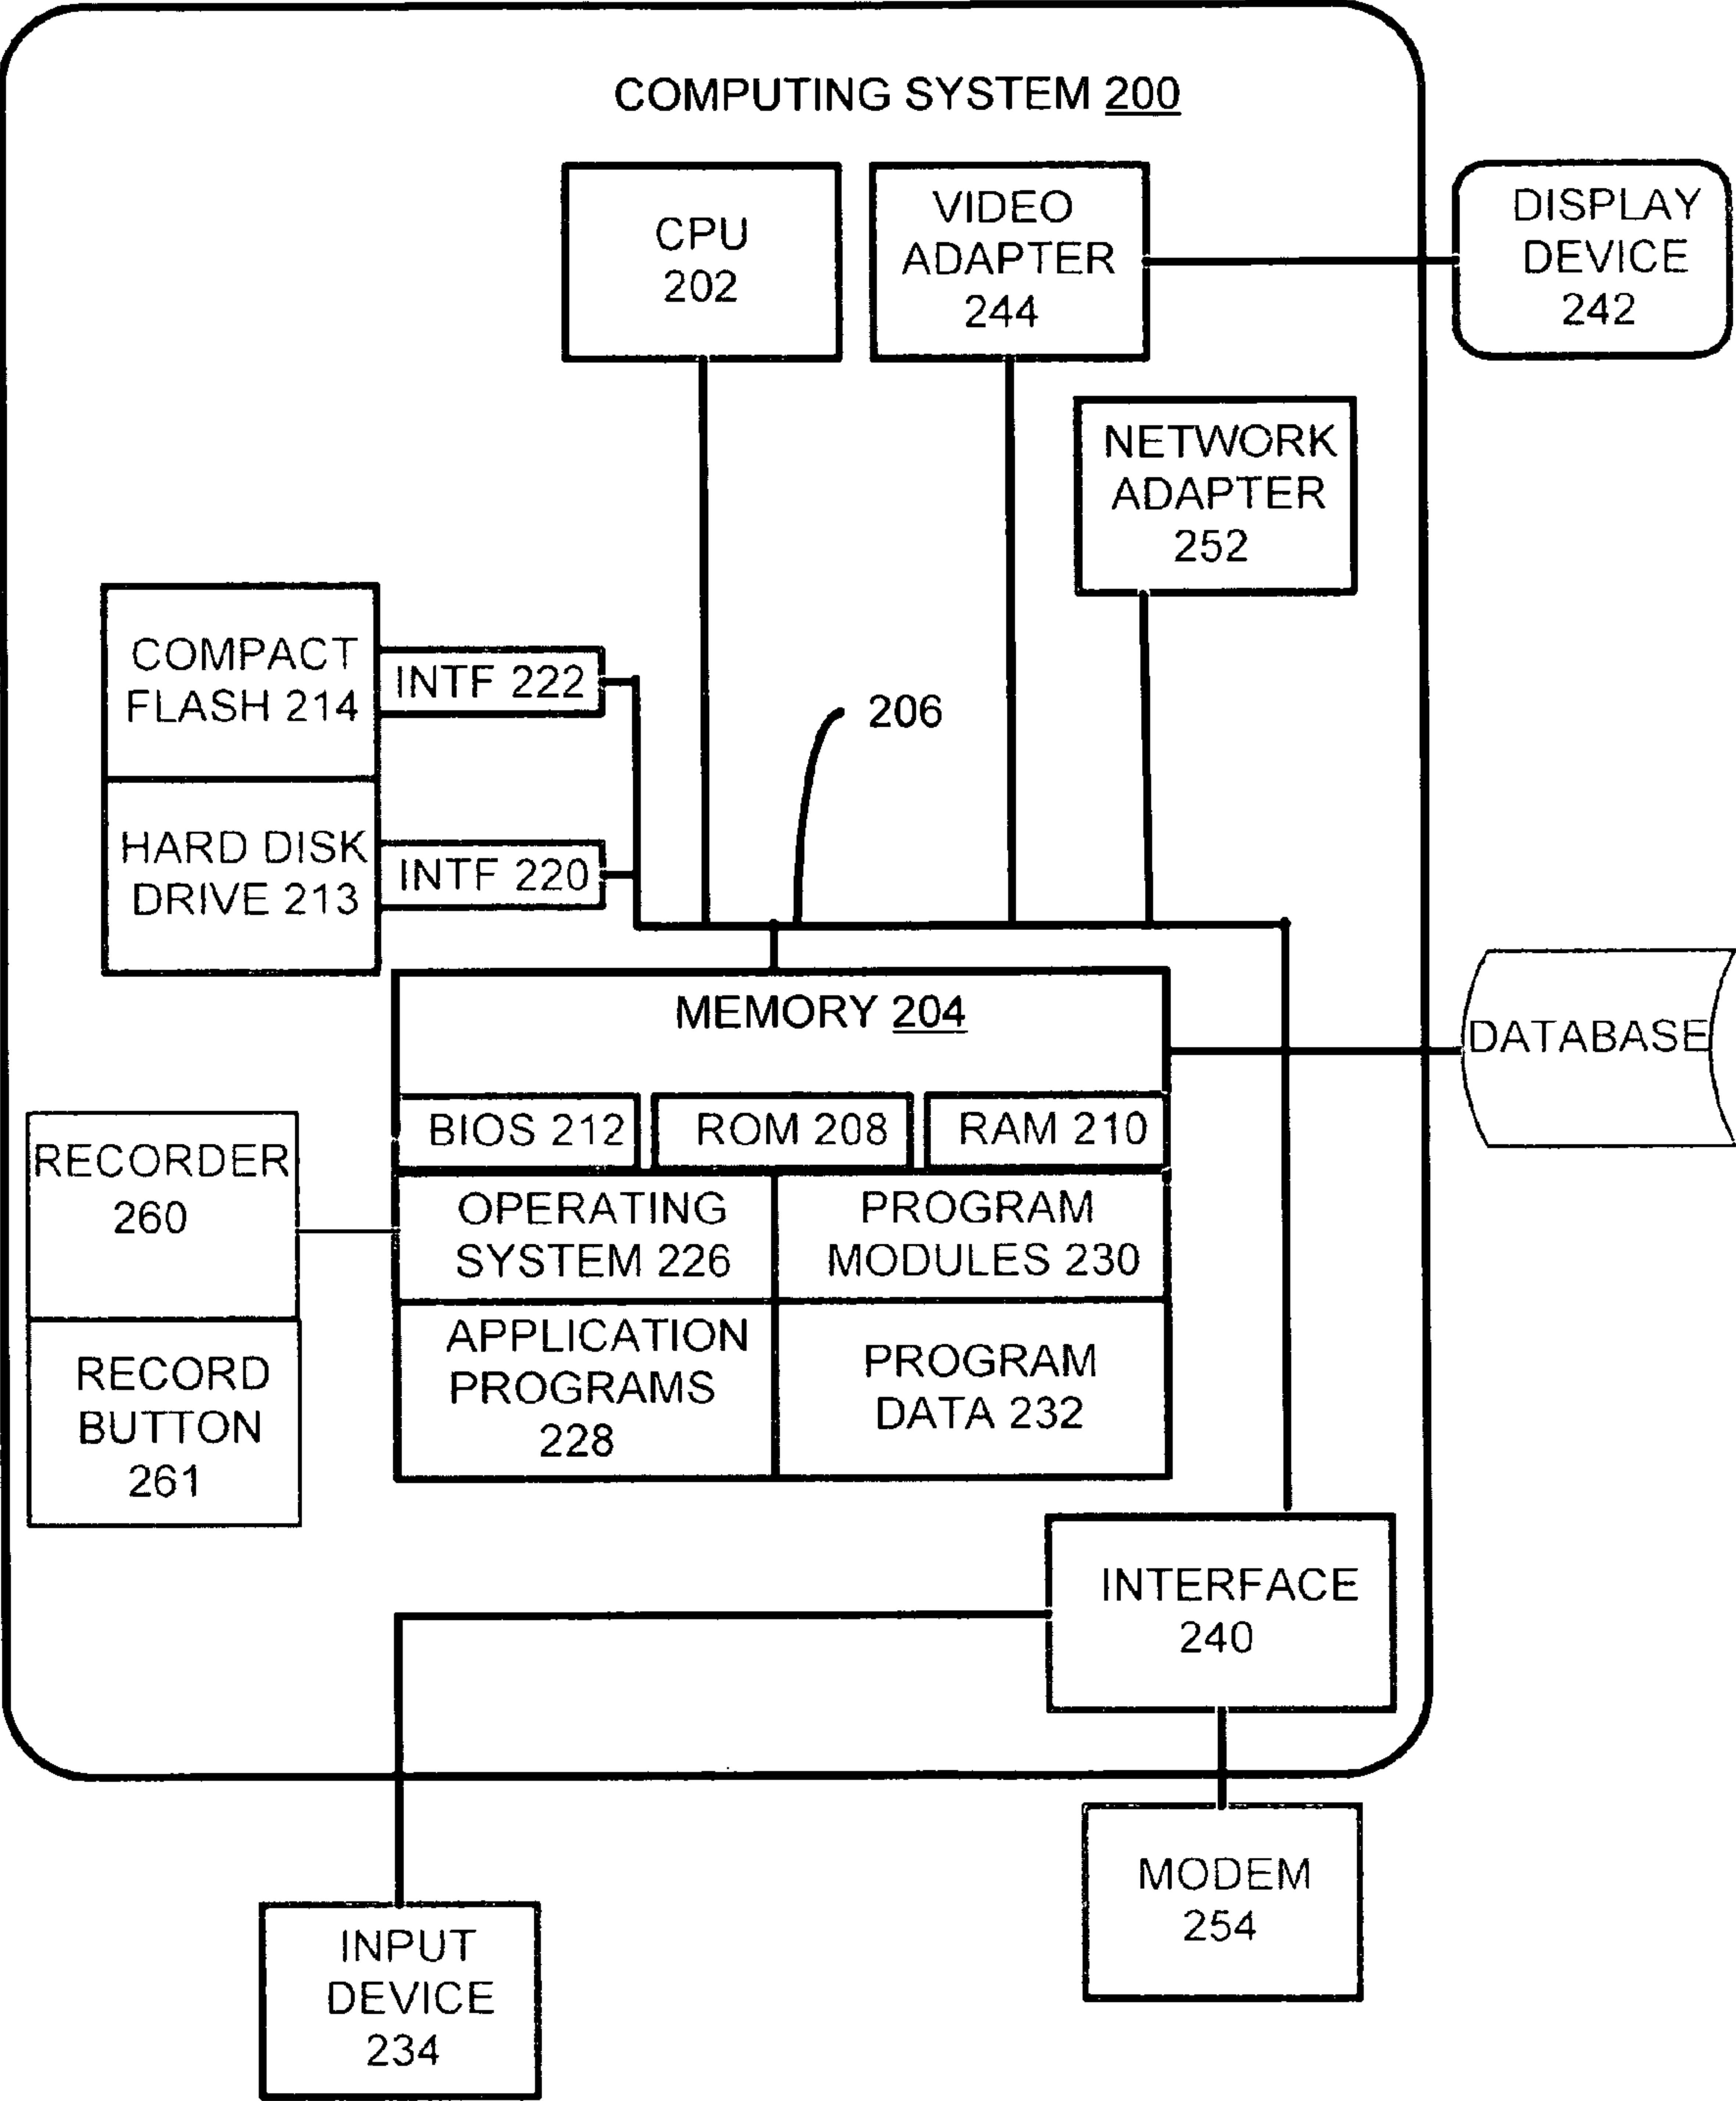 COMPUTING SYSTEM 200
CPU
202
VIDEO
ADAPTER
244
DISPLAY
DEVICE
242
NETWORK
ADAPTER
252
COMPACT
FLASH 214
INTF 222
206
HARD DISK
DRIVE 213
INTF 220
MEMORY 204
DATABASE
BIOS 212
ROM 208
RAM 210
RECORDER
260
OPERATING
SYSTEM 226
PROGRAM
MODULES 230
RECORD
BUTTON
261
APPLICATION
PROGRAMS
228
PROGRAM
DATA 232
INTERFACE
240
MODEM
254
INPUT
DEVICE
234